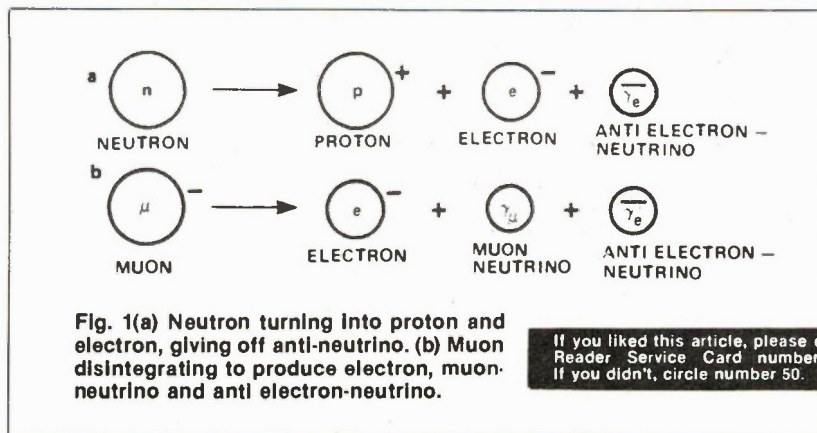 a n → p + + e − + γ̅e
NEUTRON PROTON ELECTRON ANTI ELECTRON –
NEUTRINO
b μ − → e − + γμ + γ̅e
MUON ELECTRON MUON
NEUTRINO ANTI ELECTRON –
NEUTRINO
Fig. 1(a) Neutron turning into proton and
electron, giving off anti-neutrino. (b) Muon
disintegrating to produce electron, muon-
neutrino and anti electron-neutrino.
If you liked this article, please
Reader Service Card number
If you didn't, circle number 50.